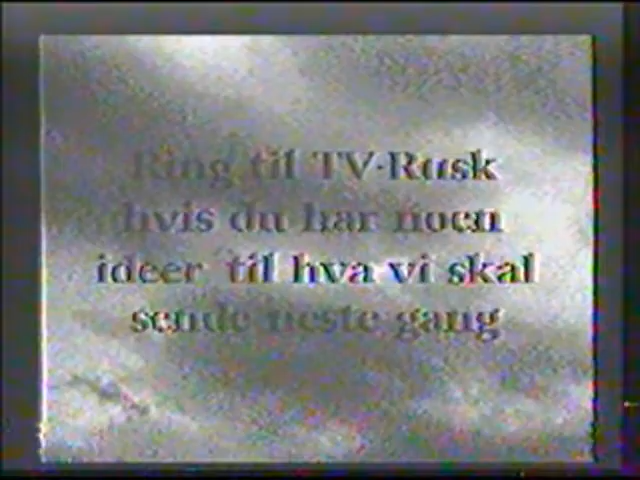 Ring til TV-Rusk
hvis du har noen
ideer til hva vi skal
sende neste gang